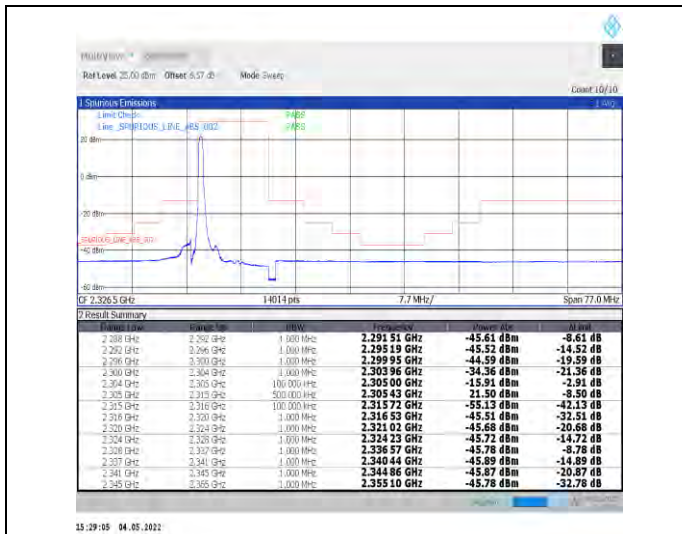 MultiView
Ref Level 25.00 dBm Offset 6.57 dB Mode Sweep
Count 10/10
1 Spurious Emissions
1 AVG
Limit Check PASS
Line _SPURIOUS_LINE_ABS_002 PASS
20 dBm
0 dBm
-20 dBm
-40 dBm
-60 dBm
CF 2.3265 GHz 14014 pts 7.7 MHz/ Span 77.0 MHz
2 Result Summary
Range Low Range Up RBW Frequency Power Abs ΔLimit
2.288 GHz 2.292 GHz 1.000 MHz 2.291 51 GHz -45.61 dBm -8.61 dB
2.292 GHz 2.296 GHz 1.000 MHz 2.295 19 GHz -45.52 dBm -14.52 dB
2.296 GHz 2.300 GHz 1.000 MHz 2.299 95 GHz -44.59 dBm -19.59 dB
2.300 GHz 2.304 GHz 1.000 MHz 2.303 96 GHz -34.36 dBm -21.36 dB
2.304 GHz 2.305 GHz 100.000 kHz 2.305 00 GHz -15.91 dBm -2.91 dB
2.305 GHz 2.315 GHz 500.000 kHz 2.305 43 GHz 21.50 dBm -8.50 dB
2.315 GHz 2.316 GHz 100.000 kHz 2.315 72 GHz -55.13 dBm -42.13 dB
2.316 GHz 2.320 GHz 1.000 MHz 2.316 53 GHz -45.51 dBm -32.51 dB
2.320 GHz 2.324 GHz 1.000 MHz 2.321 02 GHz -45.68 dBm -20.68 dB
2.324 GHz 2.328 GHz 1.000 MHz 2.324 23 GHz -45.72 dBm -14.72 dB
2.328 GHz 2.337 GHz 1.000 MHz 2.336 57 GHz -45.78 dBm -8.78 dB
2.337 GHz 2.341 GHz 1.000 MHz 2.340 44 GHz -45.89 dBm -14.89 dB
2.341 GHz 2.345 GHz 1.000 MHz 2.344 86 GHz -45.87 dBm -20.87 dB
2.345 GHz 2.365 GHz 1.000 MHz 2.355 10 GHz -45.78 dBm -32.78 dB
15:29:05 04.05.2022